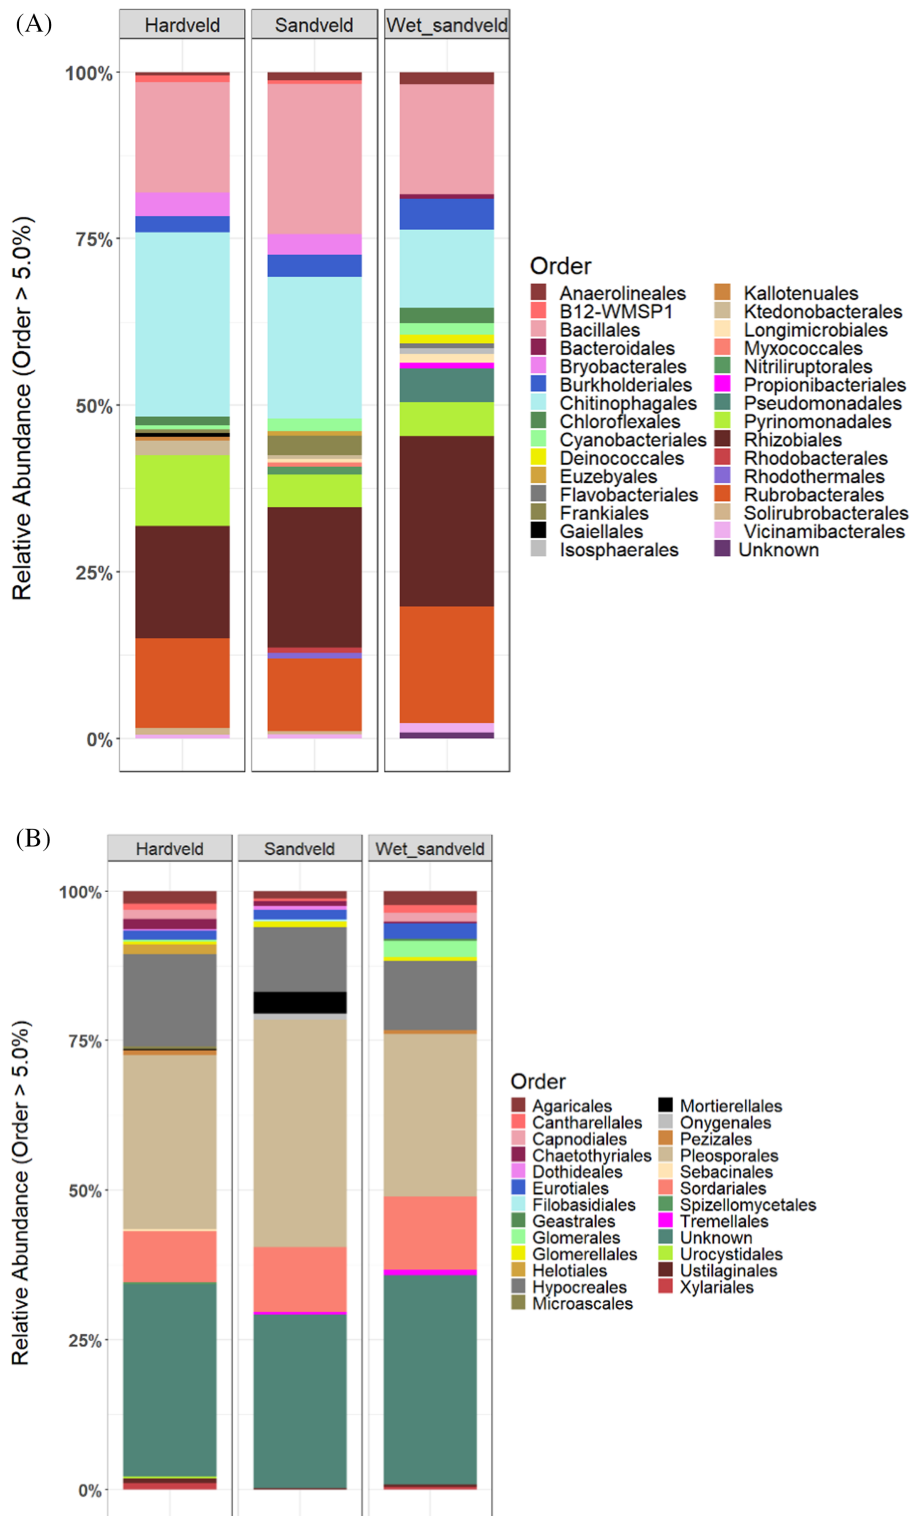 (A)
Hardveld Sandveld Wet_sandveld
Relative Abundance (Order > 5.0%)
100%
75%
50%
25%
0%
Order
Anaerolineales Kallotenuales
B12-WMSP1 Ktedonobacterales
Bacillales Longimicrobiales
Bacteroidales Myxococcales
Bryobacterales Nitriliruptorales
Burkholderiales Propionibacteriales
Chitinophagales Pseudomonadales
Chloroflexales Pyrinomonadales
Cyanobacteriales Rhizobiales
Deinococcales Rhodobacterales
Euzebyales Rhodothermales
Flavobacteriales Rubrobacterales
Frankiales Solirubrobacterales
Gaiellales Vicinamibacterales
Isosphaerales Unknown
(B)
Hardveld Sandveld Wet_sandveld
Relative Abundance (Order > 5.0%)
100%
75%
50%
25%
0%
Order
Agaricales Mortierellales
Cantharellales Onygenales
Capnodiales Pezizales
Chaetothyriales Pleosporales
Dothideales Sebacinales
Eurotiales Sordariales
Filobasidiales Spizellomycetales
Geastrales Tremellales
Glomerales Unknown
Glomerellales Urocystidales
Helotiales Ustilaginales
Hypocreales Xylariales
Microascales